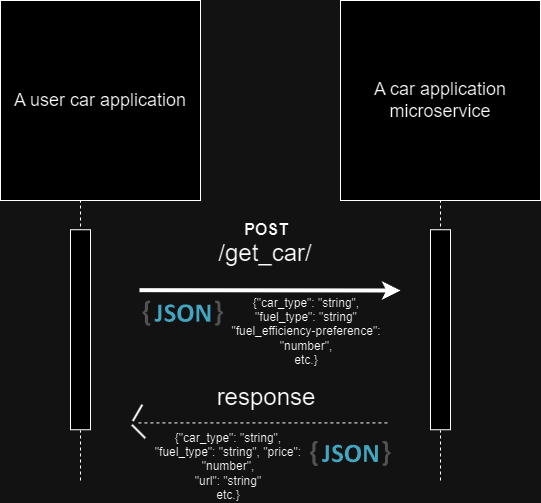 A user car application
A car application
microservice
POST
/get_car/
{JSON}
{"car_type": "string",
"fuel_type": "string"
"fuel_efficiency-preference":
"number",
etc.}
response
{"car_type": "string",
"fuel_type": "string", "price":
"number",
"url": "string"
etc.}
{JSON}